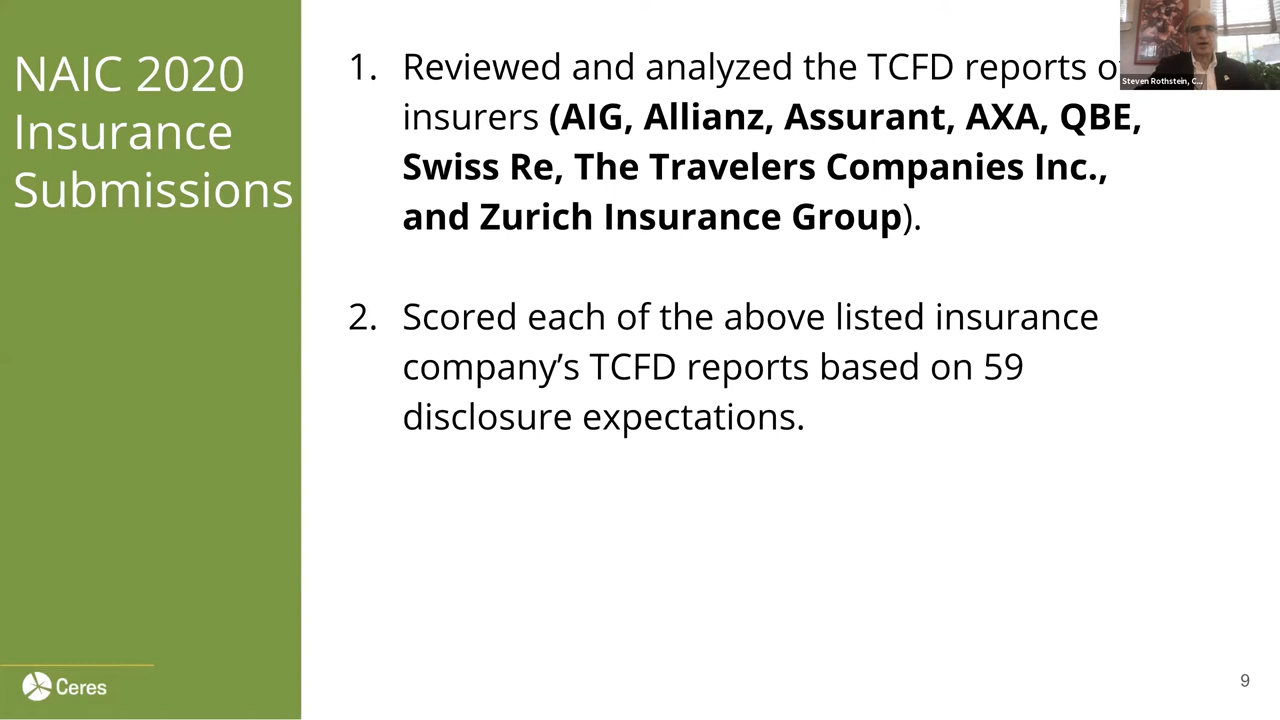 NAIC 2020
Insurance
Submissions
1. Reviewed and analyzed the TCFD reports
insurers (AIG, Allianz, Assurant, AXA, QBE,
Swiss Re, The Travelers Companies Inc.,
and Zurich Insurance Group).
2. Scored each of the above listed insurance
company’s TCFD reports based on 59
disclosure expectations.
Steven Rothstein, C...
Ceres
9